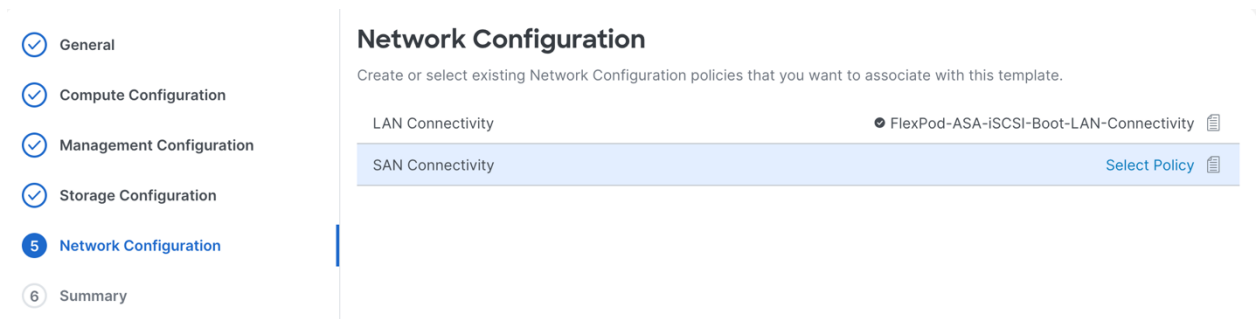 General
Compute Configuration
Management Configuration
Storage Configuration
5 Network Configuration
6 Summary
Network Configuration
Create or select existing Network Configuration policies that you want to associate with this template.
LAN Connectivity FlexPod-ASA-iSCSI-Boot-LAN-Connectivity
SAN Connectivity Select Policy